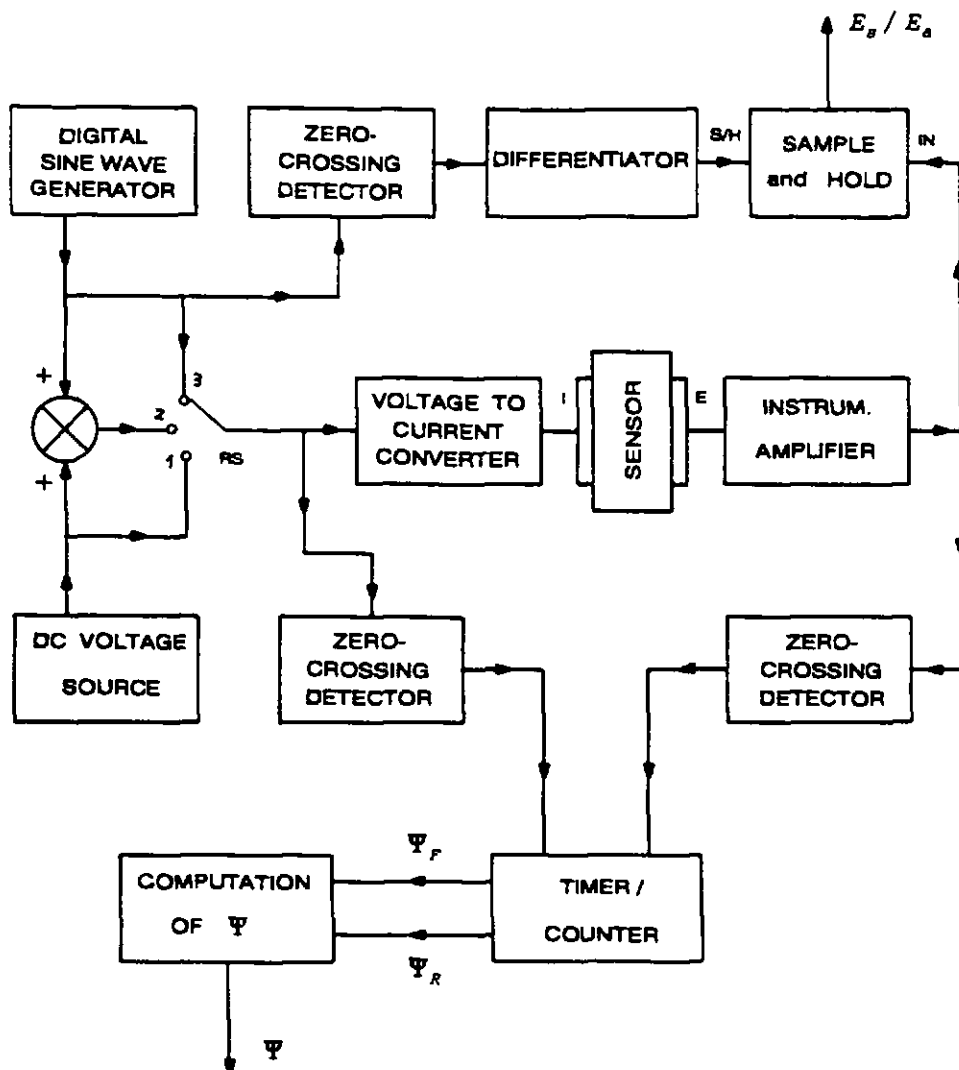 E_s / E_a
DIGITAL
SINE WAVE
GENERATOR
ZERO-
CROSSING
DETECTOR
DIFFERENTIATOR
S/H
SAMPLE
and HOLD
IN
+
3
2
1
RS
+
VOLTAGE TO
CURRENT
CONVERTER
I
SENSOR
E
INSTRUM.
AMPLIFIER
DC VOLTAGE
SOURCE
ZERO-
CROSSING
DETECTOR
ZERO-
CROSSING
DETECTOR
COMPUTATION
OF Ψ
Ψ_F
Ψ_R
TIMER /
COUNTER
Ψ